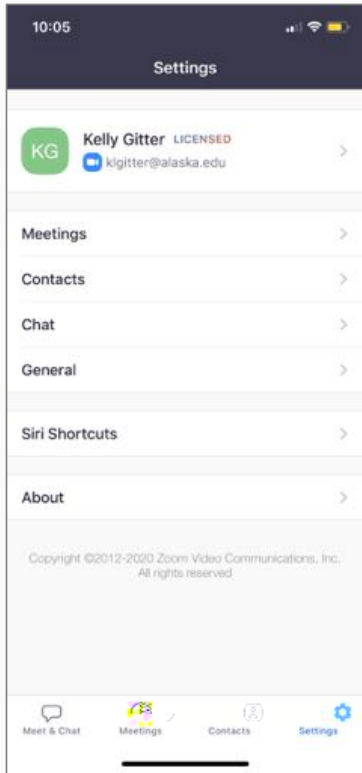 10:05
Settings
KG
Kelly Gitter LICENSED
klgitter@alaska.edu
Meetings
Contacts
Chat
General
Siri Shortcuts
About
Copyright ©2012-2020 Zoom Video Communications, Inc.
All rights reserved
Meet & Chat Meetings Contacts Settings